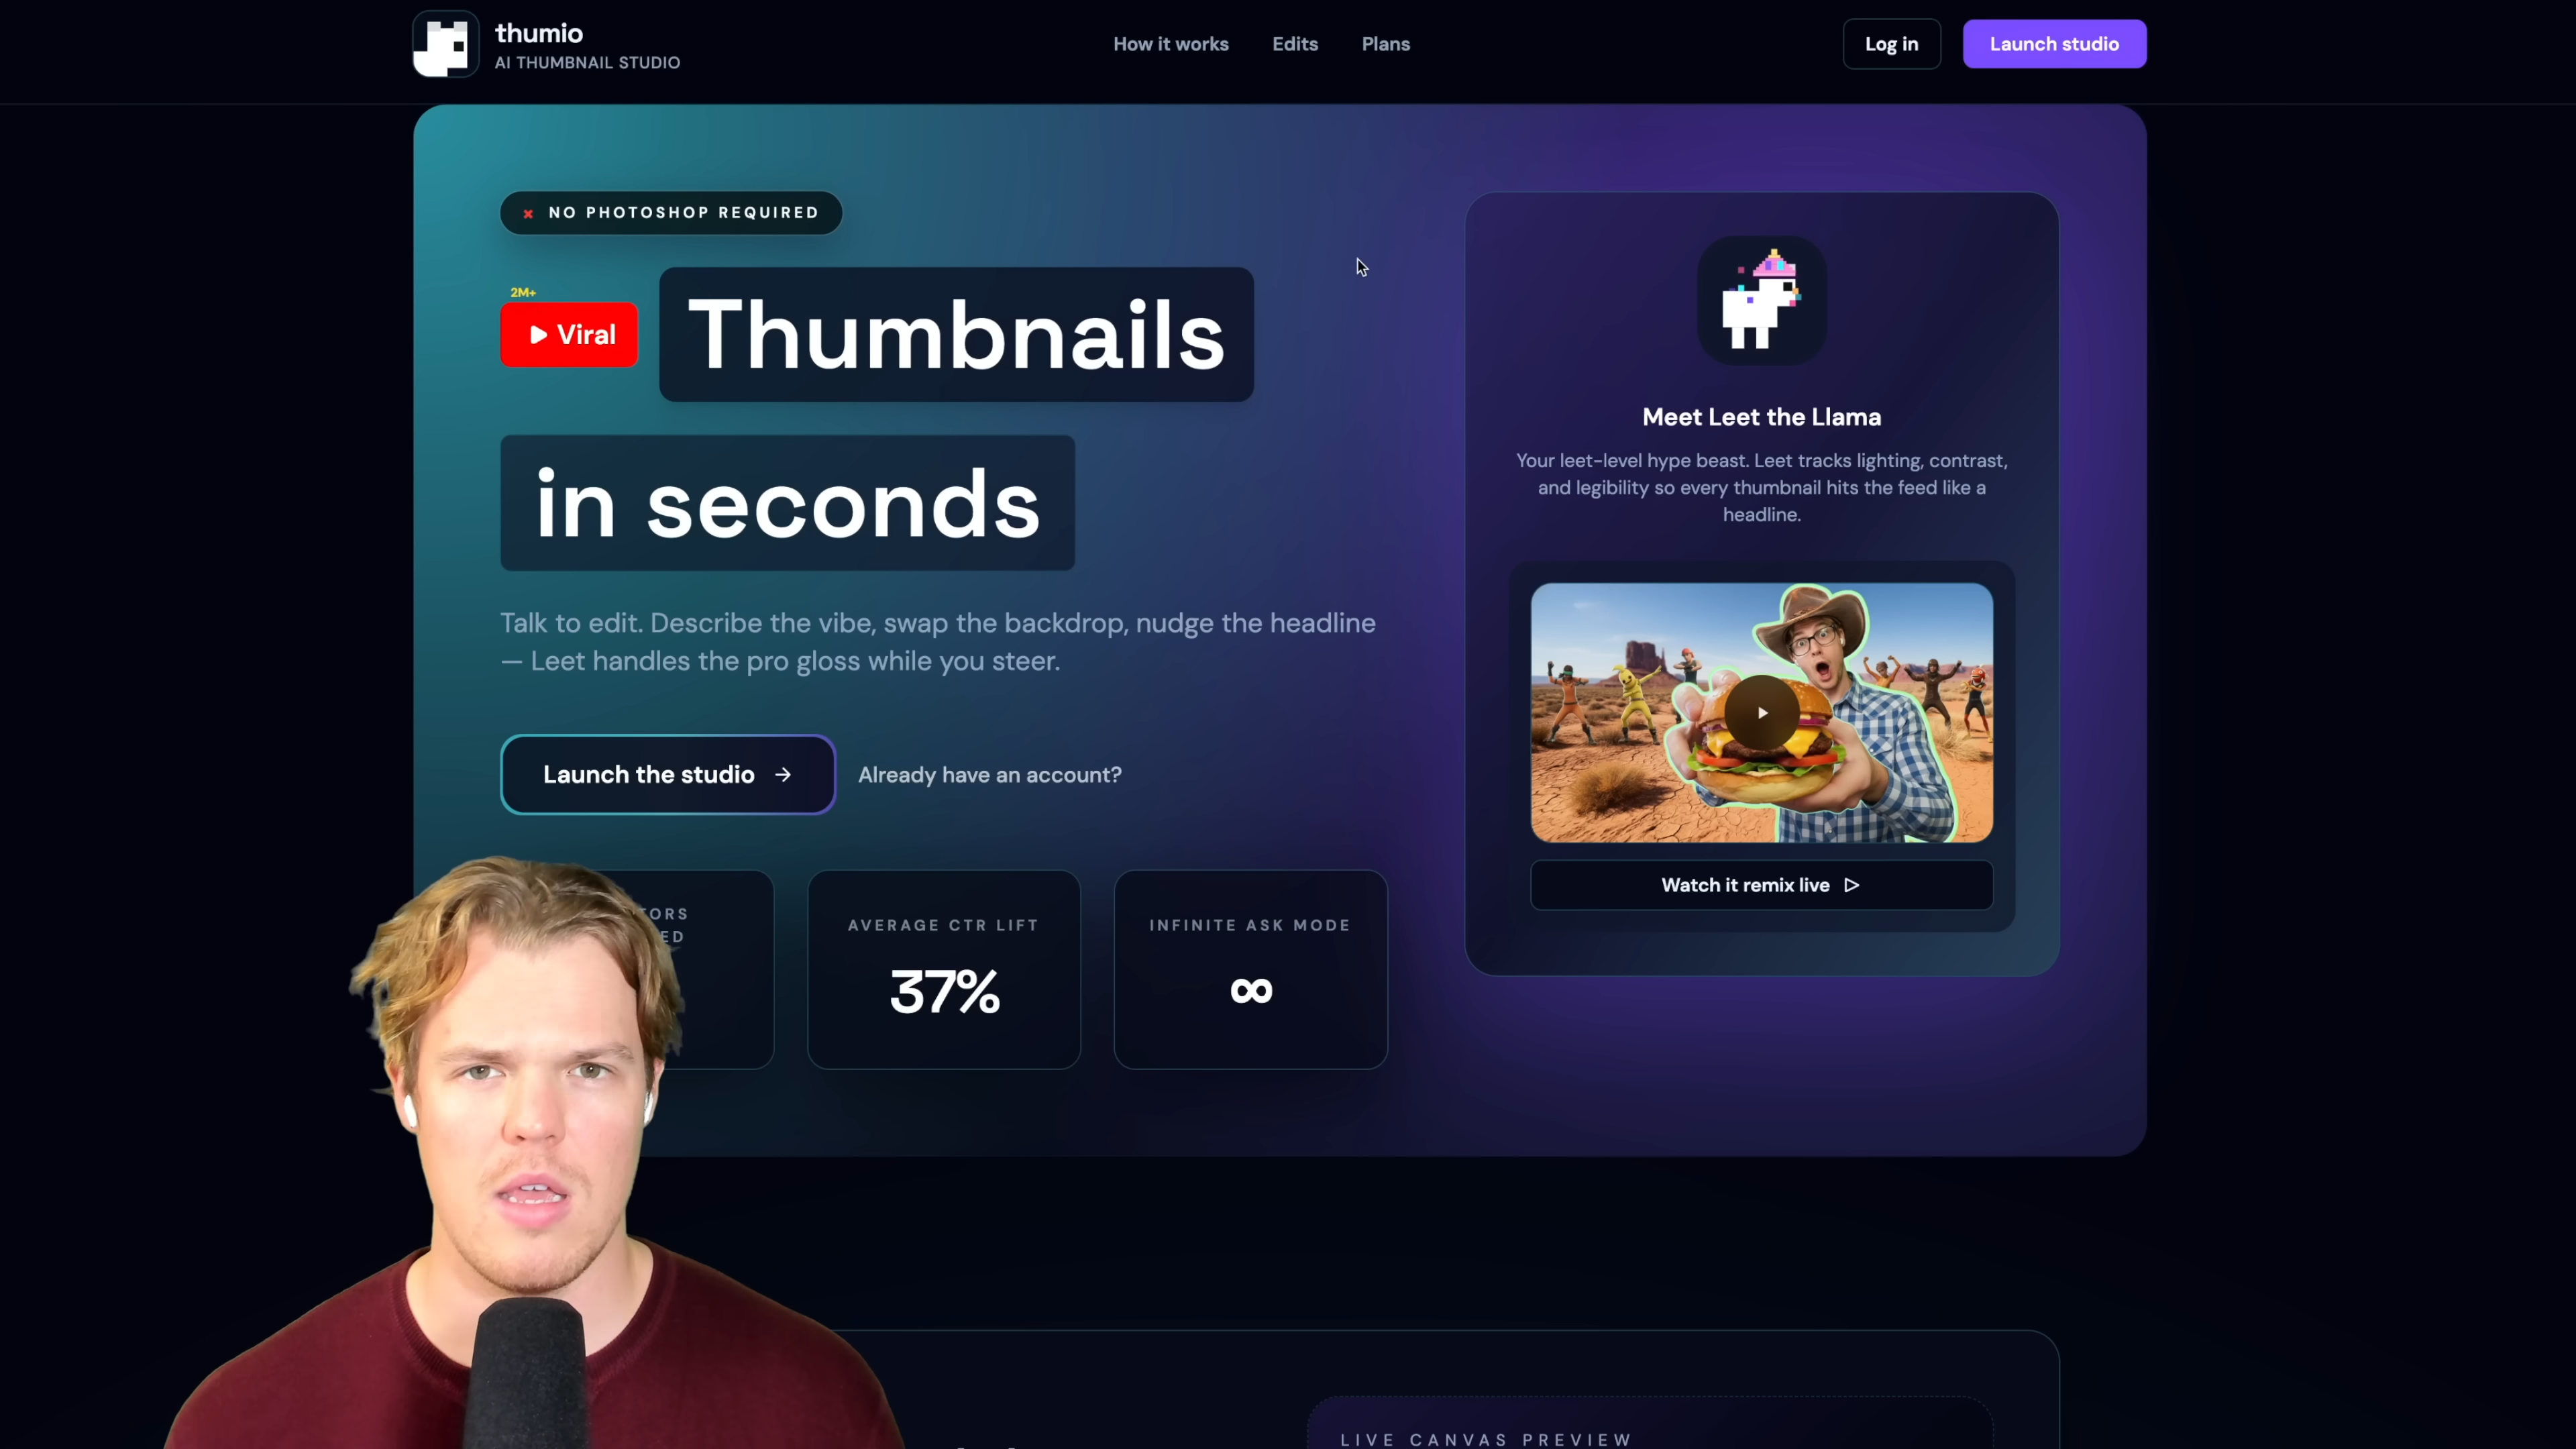 thumio
AI THUMBNAIL STUDIO
How it works
Edits
Plans
Log in
Launch studio
NO PHOTOSHOP REQUIRED
2M+
Viral
Thumbnails
in seconds
Talk to edit. Describe the vibe, swap the backdrop, nudge the headline
— Leet handles the pro gloss while you steer.
Launch the studio →
Already have an account?
AVERAGE CTR LIFT
37%
INFINITE ASK MODE
∞
Meet Leet the Llama
Your leet-level hype beast. Leet tracks lighting, contrast,
and legibility so every thumbnail hits the feed like a
headline.
Watch it remix live
LIVE CANVAS PREVIEW